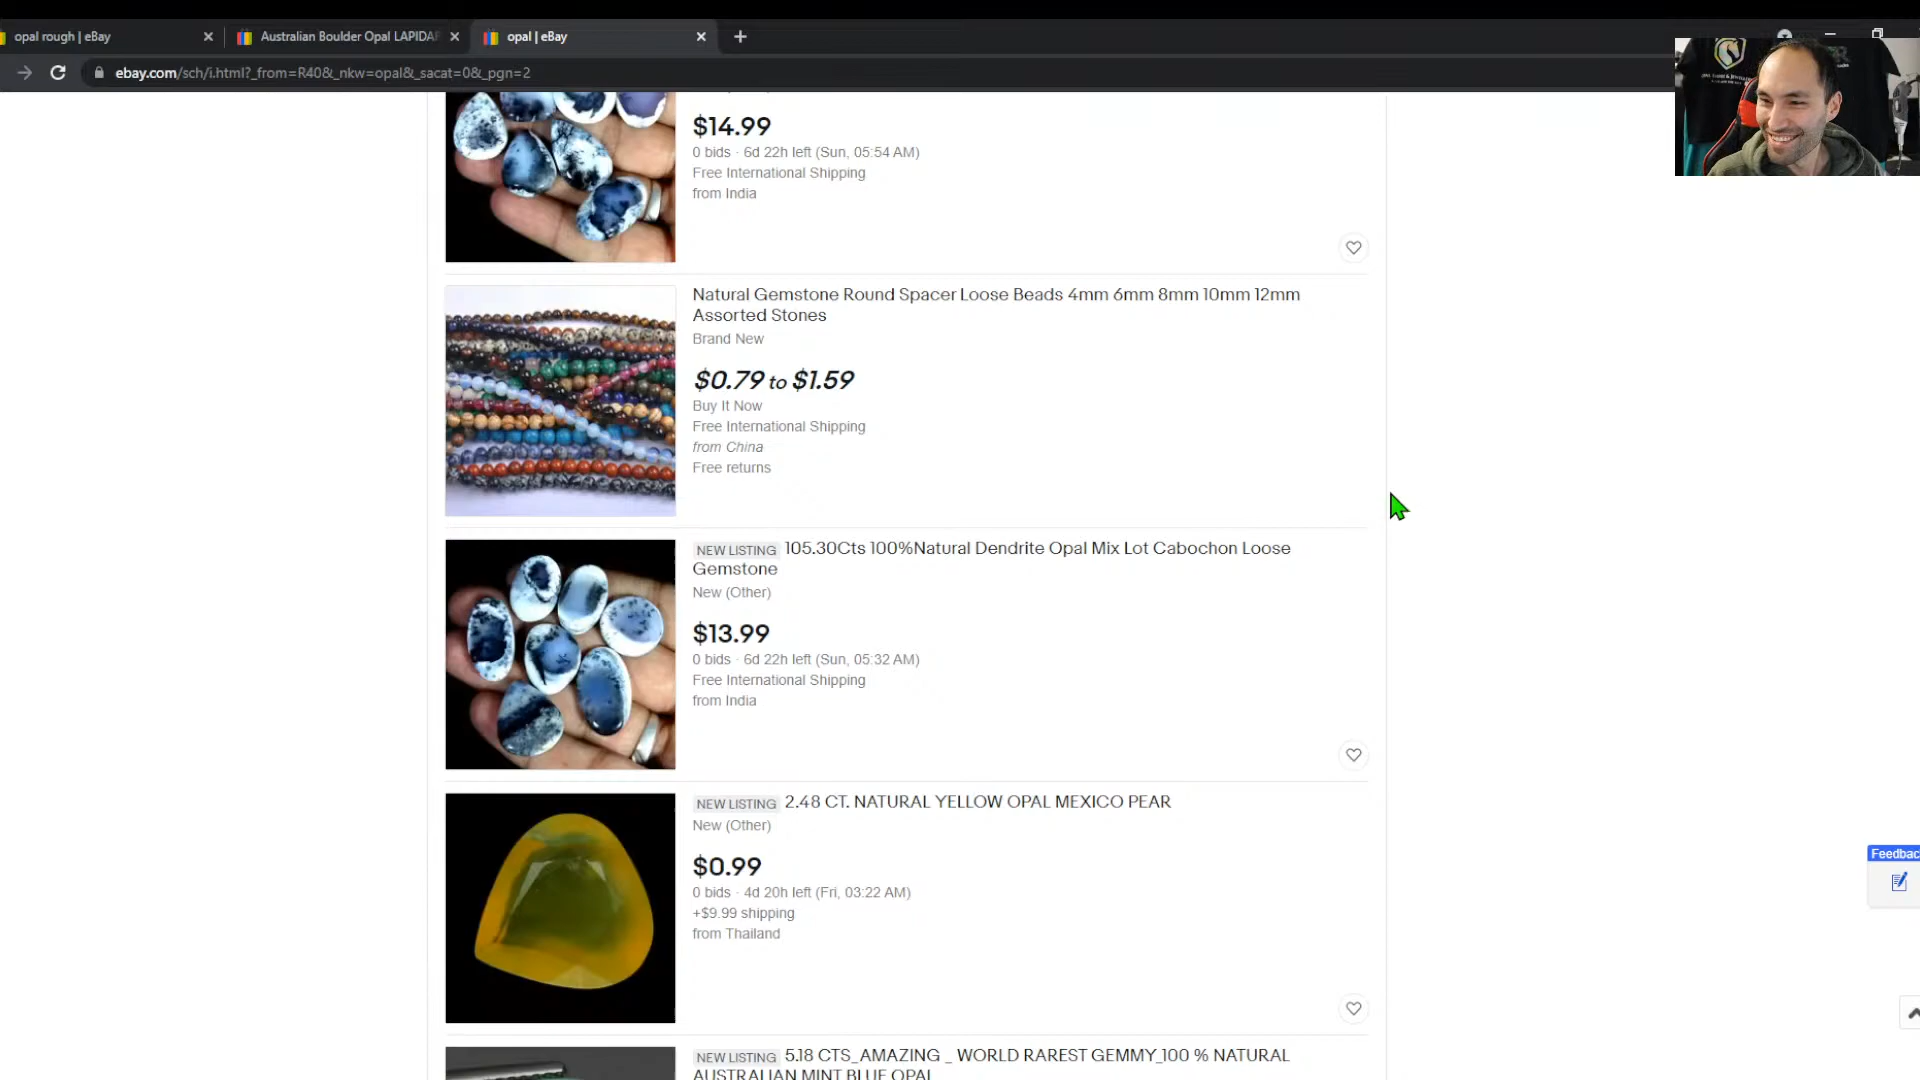 opal rough | eBay
Australian Boulder Opal LAPIDAR
opal | eBay
ebay.com/sch/i.html?_from=R40&_nkw=opal&_sacat=0&_pgn=2
$14.99
0 bids · 6d 22h left (Sun, 05:54 AM)
Free International Shipping
from India
Natural Gemstone Round Spacer Loose Beads 4mm 6mm 8mm 10mm 12mm
Assorted Stones
Brand New
$0.79 to $1.59
Buy It Now
Free International Shipping
from China
Free returns
NEW LISTING 105.30Cts 100%Natural Dendrite Opal Mix Lot Cabochon Loose
Gemstone
New (Other)
$13.99
0 bids · 6d 22h left (Sun, 05:32 AM)
Free International Shipping
from India
NEW LISTING 2.48 CT. NATURAL YELLOW OPAL MEXICO PEAR
New (Other)
$0.99
0 bids · 4d 20h left (Fri, 03:22 AM)
+$9.99 shipping
from Thailand
Feedbac
NEW LISTING 5.18 CTS_AMAZING _ WORLD RAREST GEMMY_100 % NATURAL
AUSTRALIAN MINT BLUE OPAL